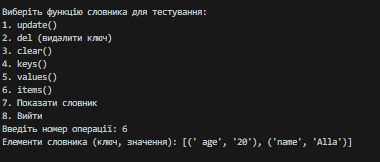 Виберіть функцію словника для тестування:
1. update()
2. del (видалити ключ)
3. clear()
4. keys()
5. values()
6. items()
7. Показати словник
8. Вийти
Введіть номер операції: 6
Елементи словника (ключ, значення): [(' age', '20'), ('name', 'Alla')]